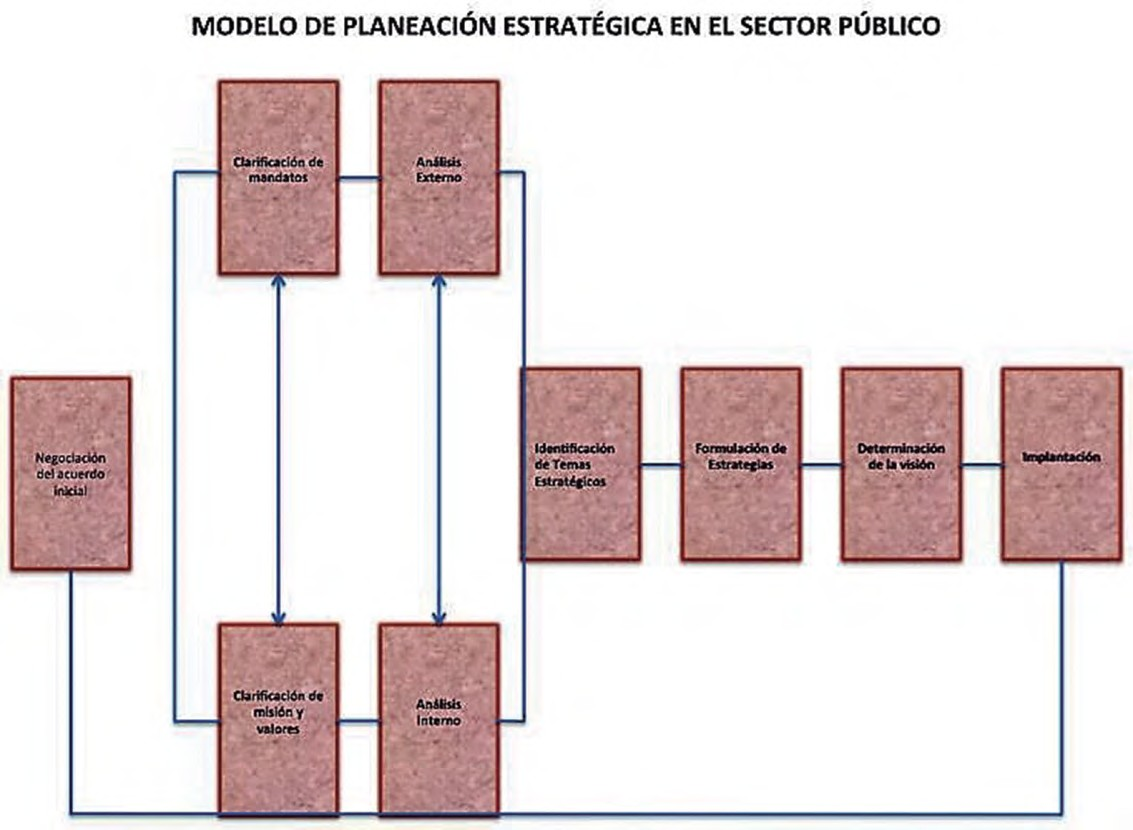 MODELO DE PLANEACIÓN ESTRATÉGICA EN EL SECTOR PÚBLICO
Clarificación de
mandatos
Análisis
Externo
Negociación
del acuerdo
inicial
Identificación
de Temas
Estratégicos
Formulación de
Estrategias
Determinación
de la visión
Implantación
Clarificación de
misión y
valores
Análisis
Interno